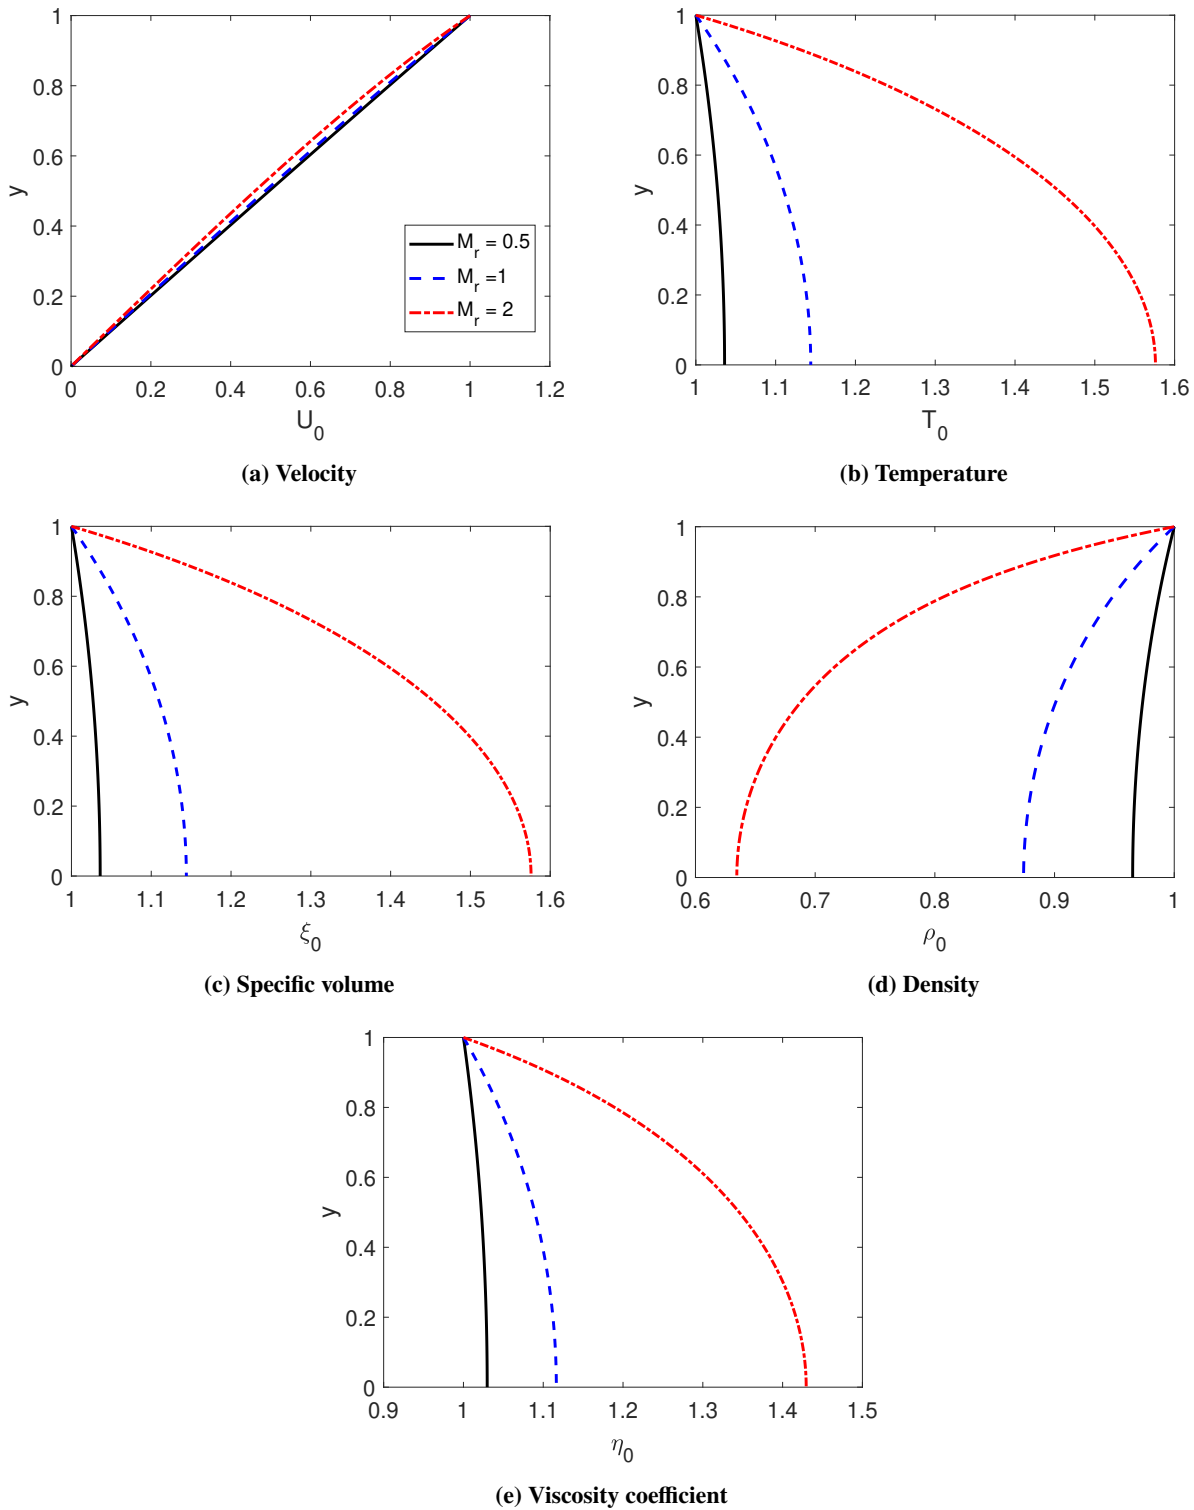 1
0.8
0.6
0.4
0.2
0
y
0 0.2 0.4 0.6 0.8 1 1.2
U_0
M_r = 0.5
M_r =1
M_r = 2
(a) Velocity
1
0.8
0.6
0.4
0.2
0
y
1 1.1 1.2 1.3 1.4 1.5 1.6
T_0
(b) Temperature
1
0.8
0.6
0.4
0.2
0
y
1 1.1 1.2 1.3 1.4 1.5 1.6
ξ_0
(c) Specific volume
1
0.8
0.6
0.4
0.2
0
y
0.6 0.7 0.8 0.9 1
ρ_0
(d) Density
1
0.8
0.6
0.4
0.2
0
y
0.9 1 1.1 1.2 1.3 1.4 1.5
η_0
(e) Viscosity coefficient